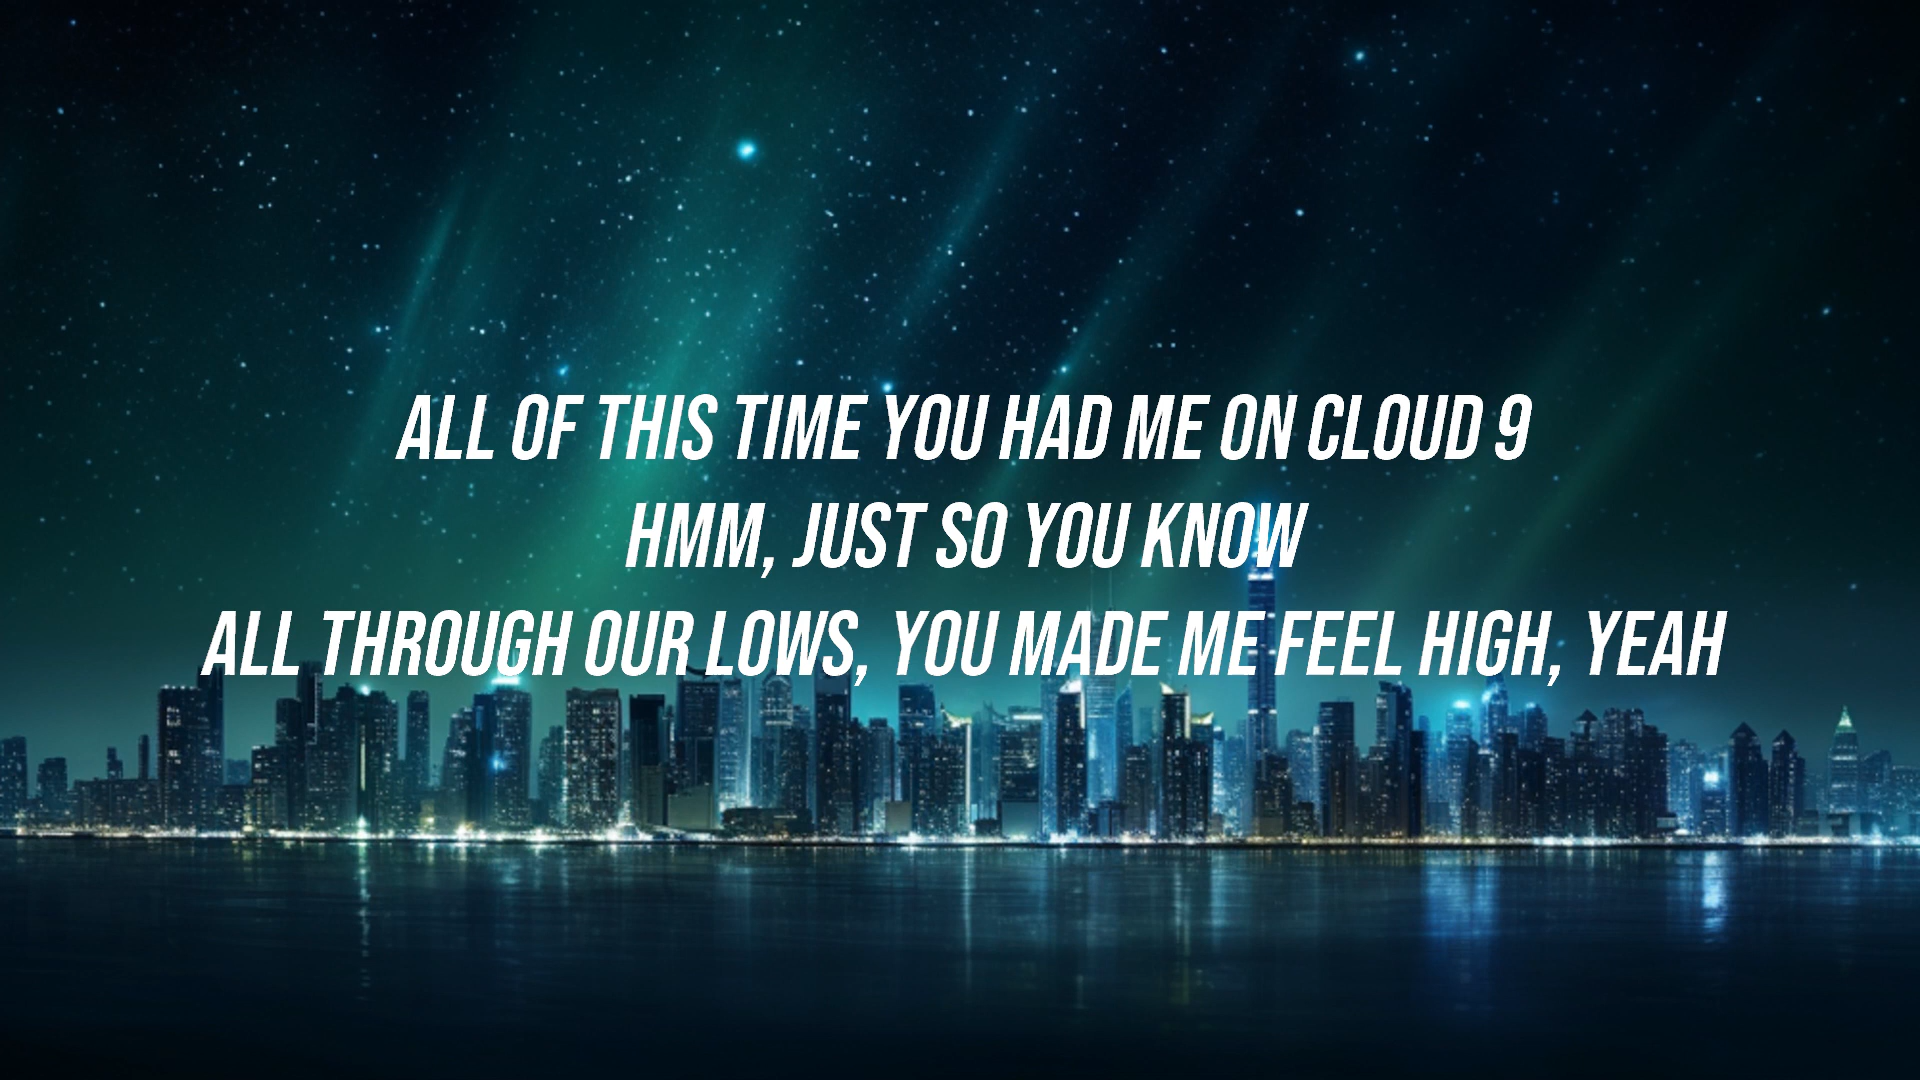 ALL OF THIS TIME YOU HAD ME ON CLOUD 9
HMM, JUST SO YOU KNOW
ALL THROUGH OUR LOWS, YOU MADE ME FEEL HIGH, YEAH